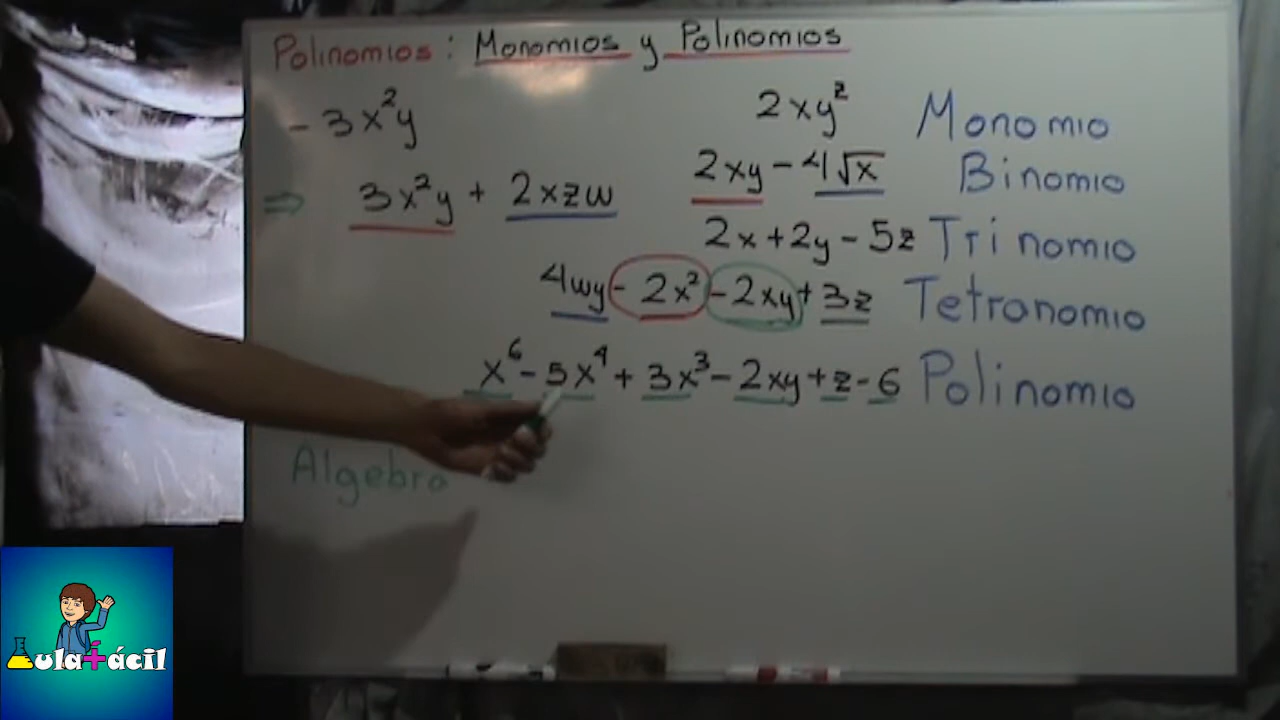 Polinomios : Monomios y Polinomios
- 3x²y
2xy² Monomio
2xy - 4√x Binomio
⇒ 3x²y + 2xzw
2x + 2y - 5z Trinomio
4wy - 2x² - 2xy + 3z Tetranomio
x⁶ - 5x⁴ + 3x³ - 2xy + z - 6 Polinomio
Algebra
Aula+ácil